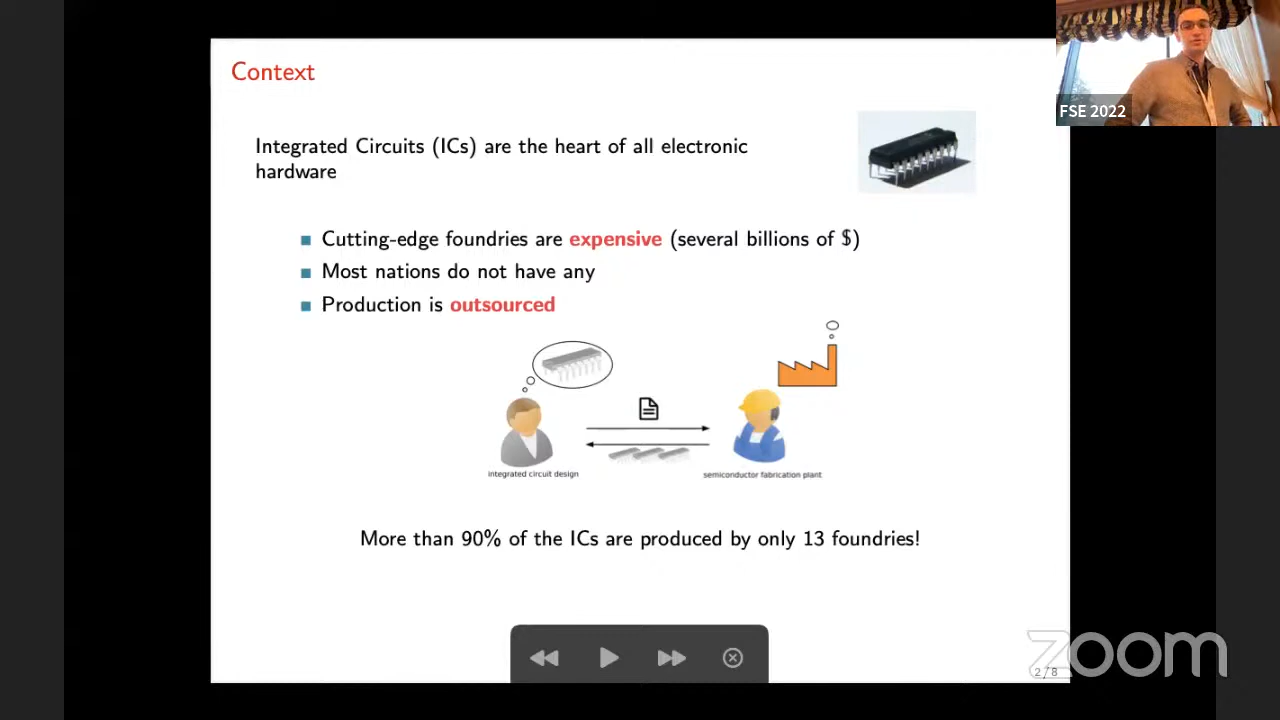 Context
FSE 2022
Integrated Circuits (ICs) are the heart of all electronic
hardware
Cutting-edge foundries are expensive (several billions of $)
Most nations do not have any
Production is outsourced
integrated circuit design
semiconductor fabrication plant
More than 90% of the ICs are produced by only 13 foundries!
zoom
2/8